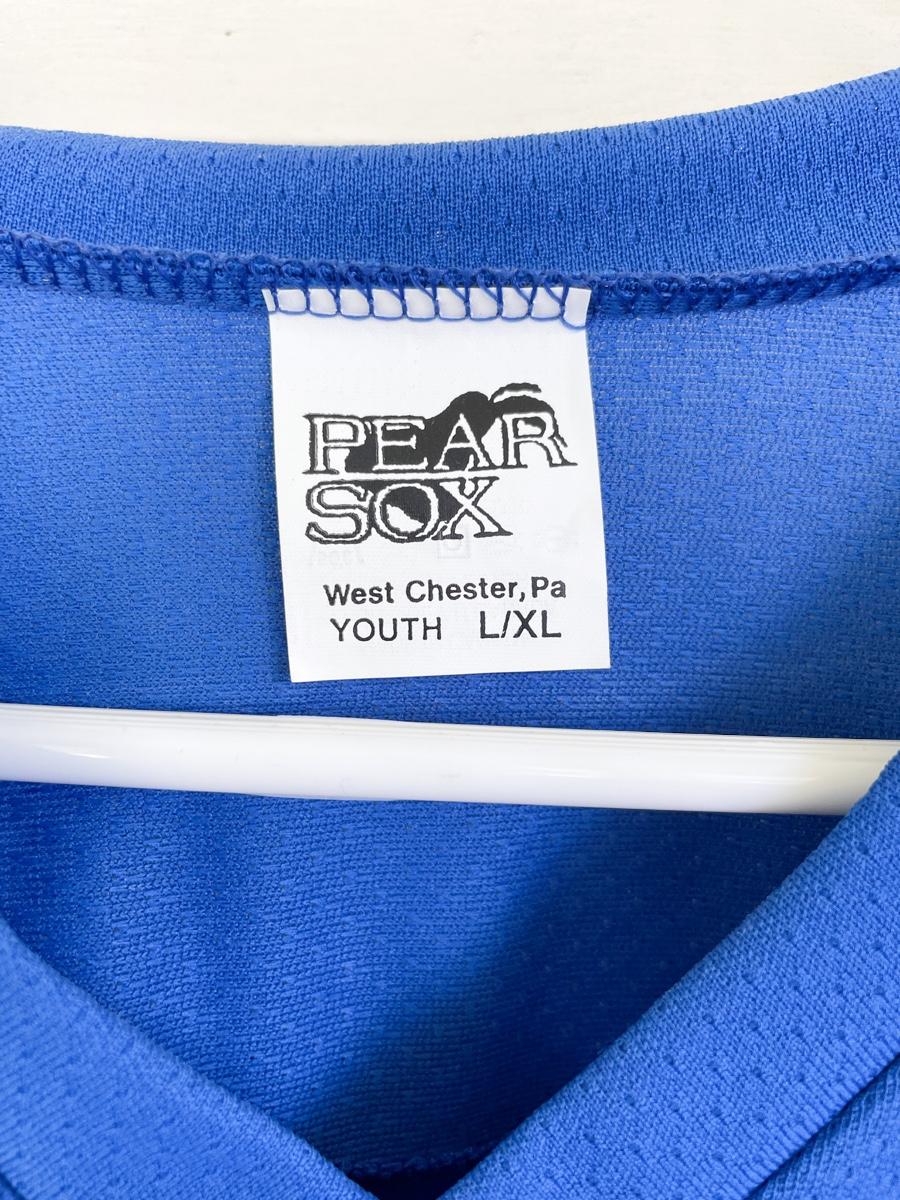 PEAR
SOX
West Chester, Pa
YOUTH L/XL